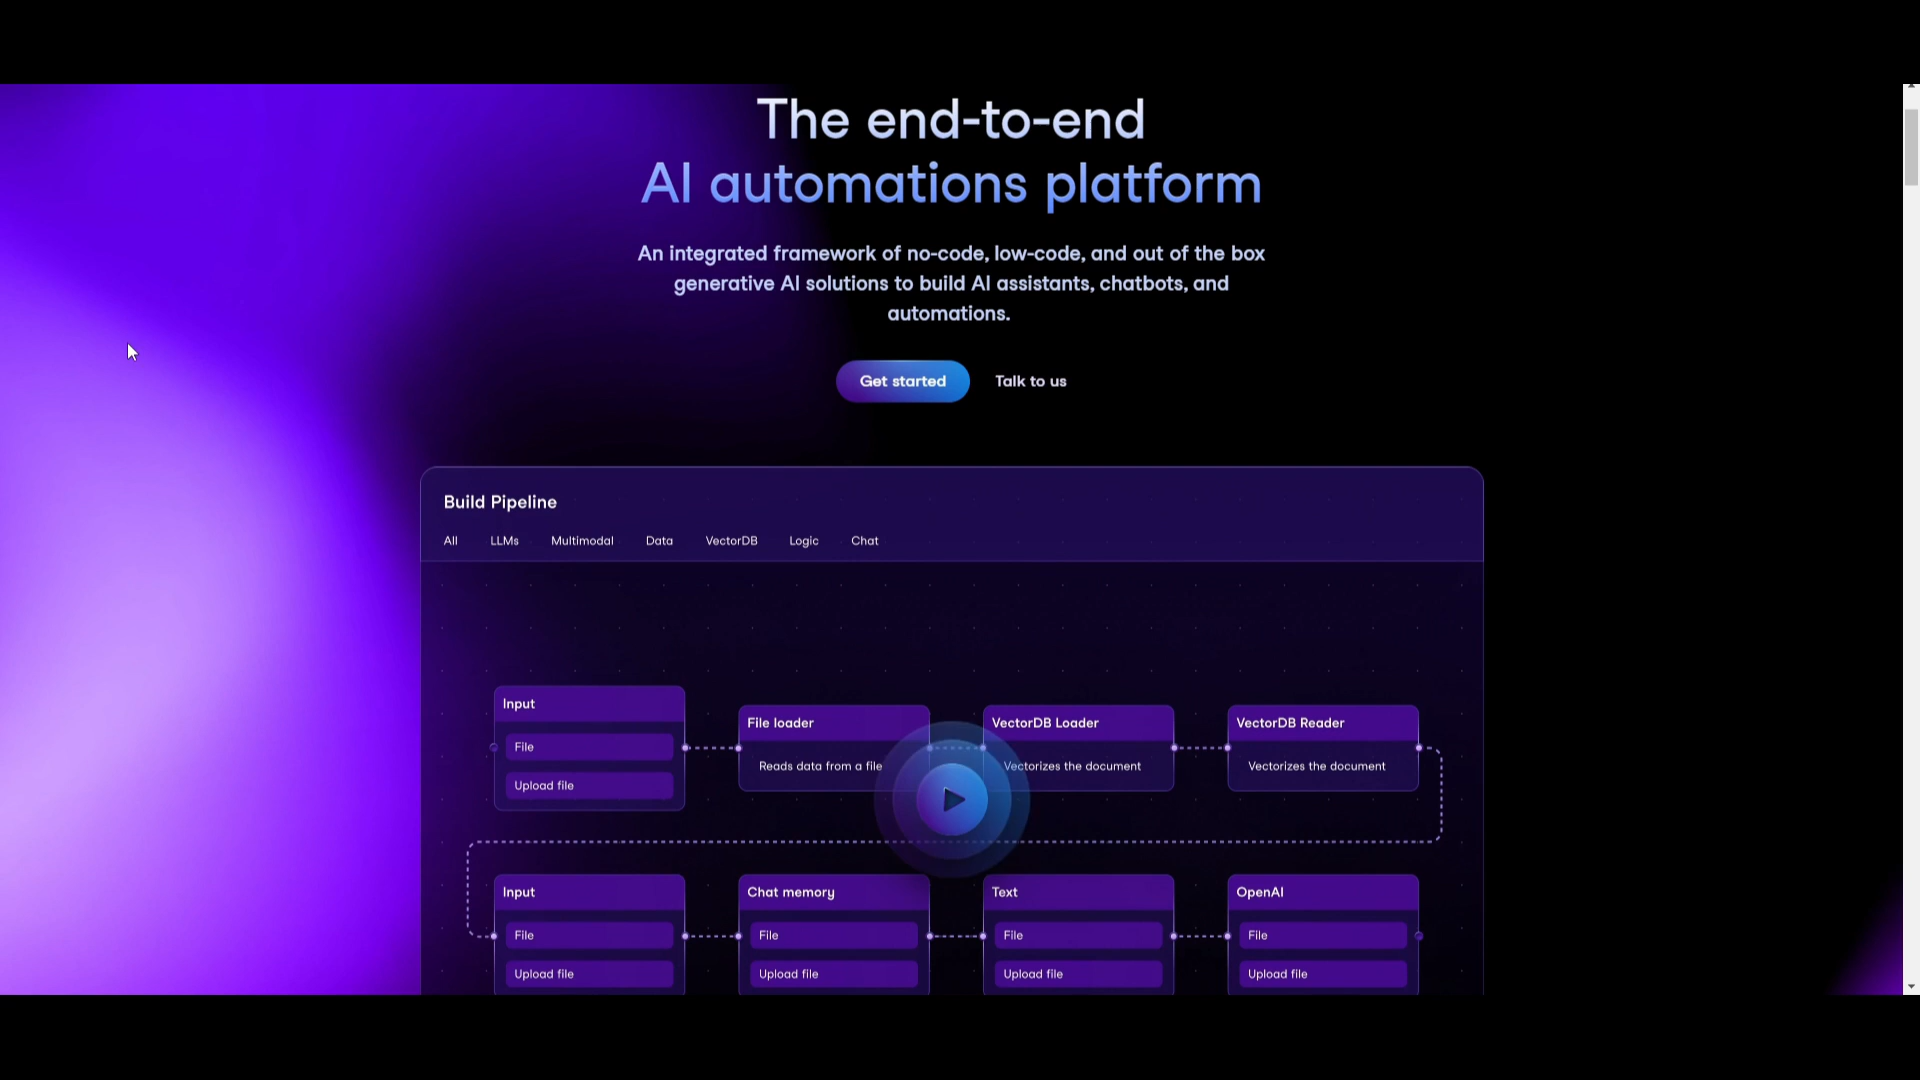 The end-to-end
AI automations platform
An integrated framework of no-code, low-code, and out of the box
generative AI solutions to build AI assistants, chatbots, and
automations.
Get started
Talk to us
Build Pipeline
All
LLMs
Multimodal
Data
VectorDB
Logic
Chat
Input
File
Upload file
File loader
Reads data from a file
VectorDB Loader
Vectorizes the document
VectorDB Reader
Vectorizes the document
Input
File
Upload file
Chat memory
File
Upload file
Text
File
Upload file
OpenAI
File
Upload file